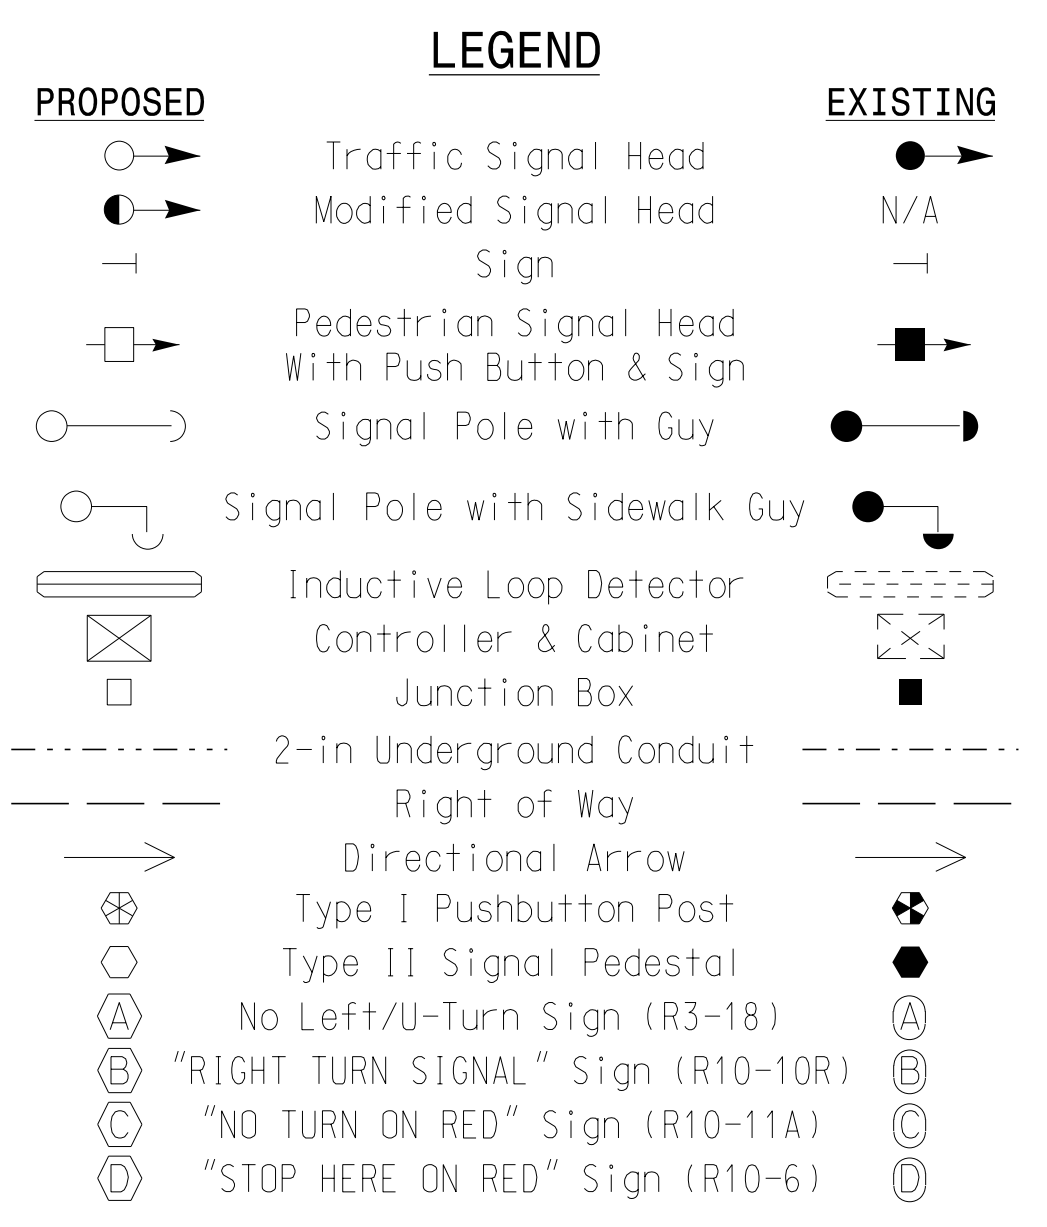 LEGEND
PROPOSED EXISTING
Traffic Signal Head
Modified Signal Head N/A
Sign
Pedestrian Signal Head
With Push Button & Sign
Signal Pole with Guy
Signal Pole with Sidewalk Guy
Inductive Loop Detector
Controller & Cabinet
Junction Box
2-in Underground Conduit
Right of Way
Directional Arrow
Type I Pushbutton Post
Type II Signal Pedestal
A No Left/U-Turn Sign (R3-18) A
B "RIGHT TURN SIGNAL" Sign (R10-10R) B
C "NO TURN ON RED" Sign (R10-11A) C
D "STOP HERE ON RED" Sign (R10-6) D